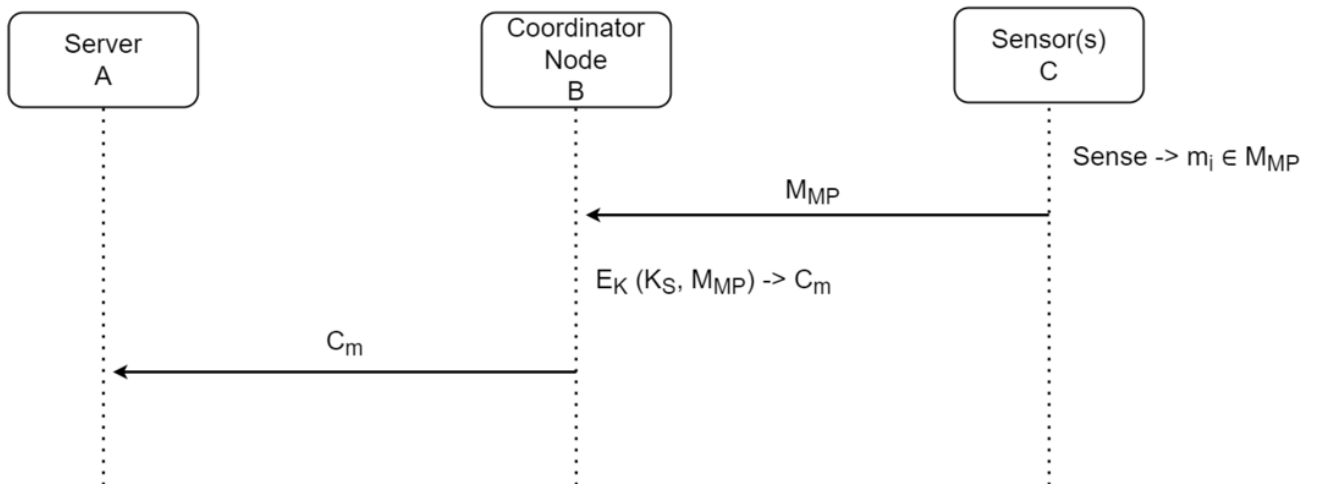 Server
A
Coordinator
Node
B
Sensor(s)
C
Sense -> mᵢ ∈ M_MP
M_MP
E_K (K_S, M_MP) -> C_m
C_m